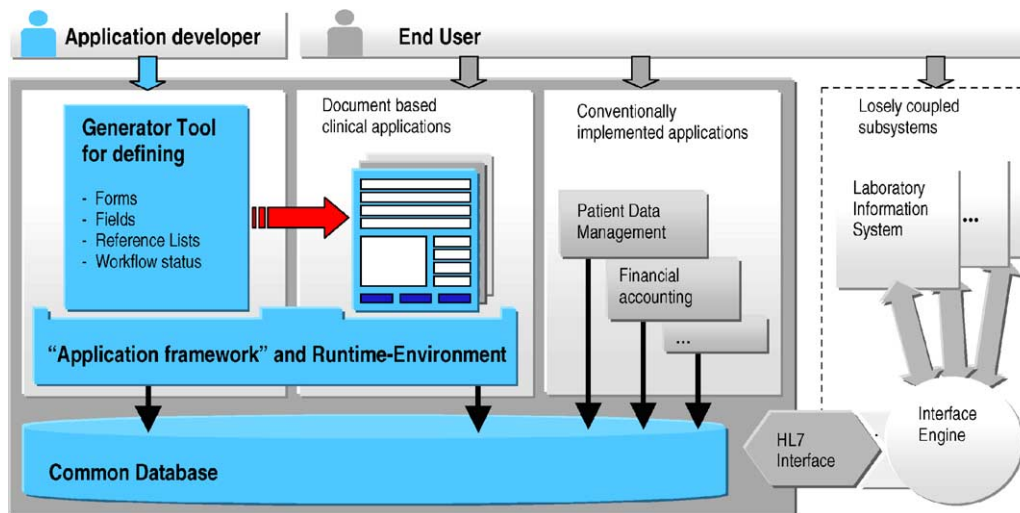 Application developer
End User
Generator Tool
for defining
- Forms
- Fields
- Reference Lists
- Workflow status
Document based
clinical applications
Conventionally
implemented applications
Patient Data
Management
Financial
accounting
...
Losely coupled
subsystems
Laboratory
Information
System
...
“Application framework” and Runtime-Environment
Common Database
HL7
Interface
Interface
Engine